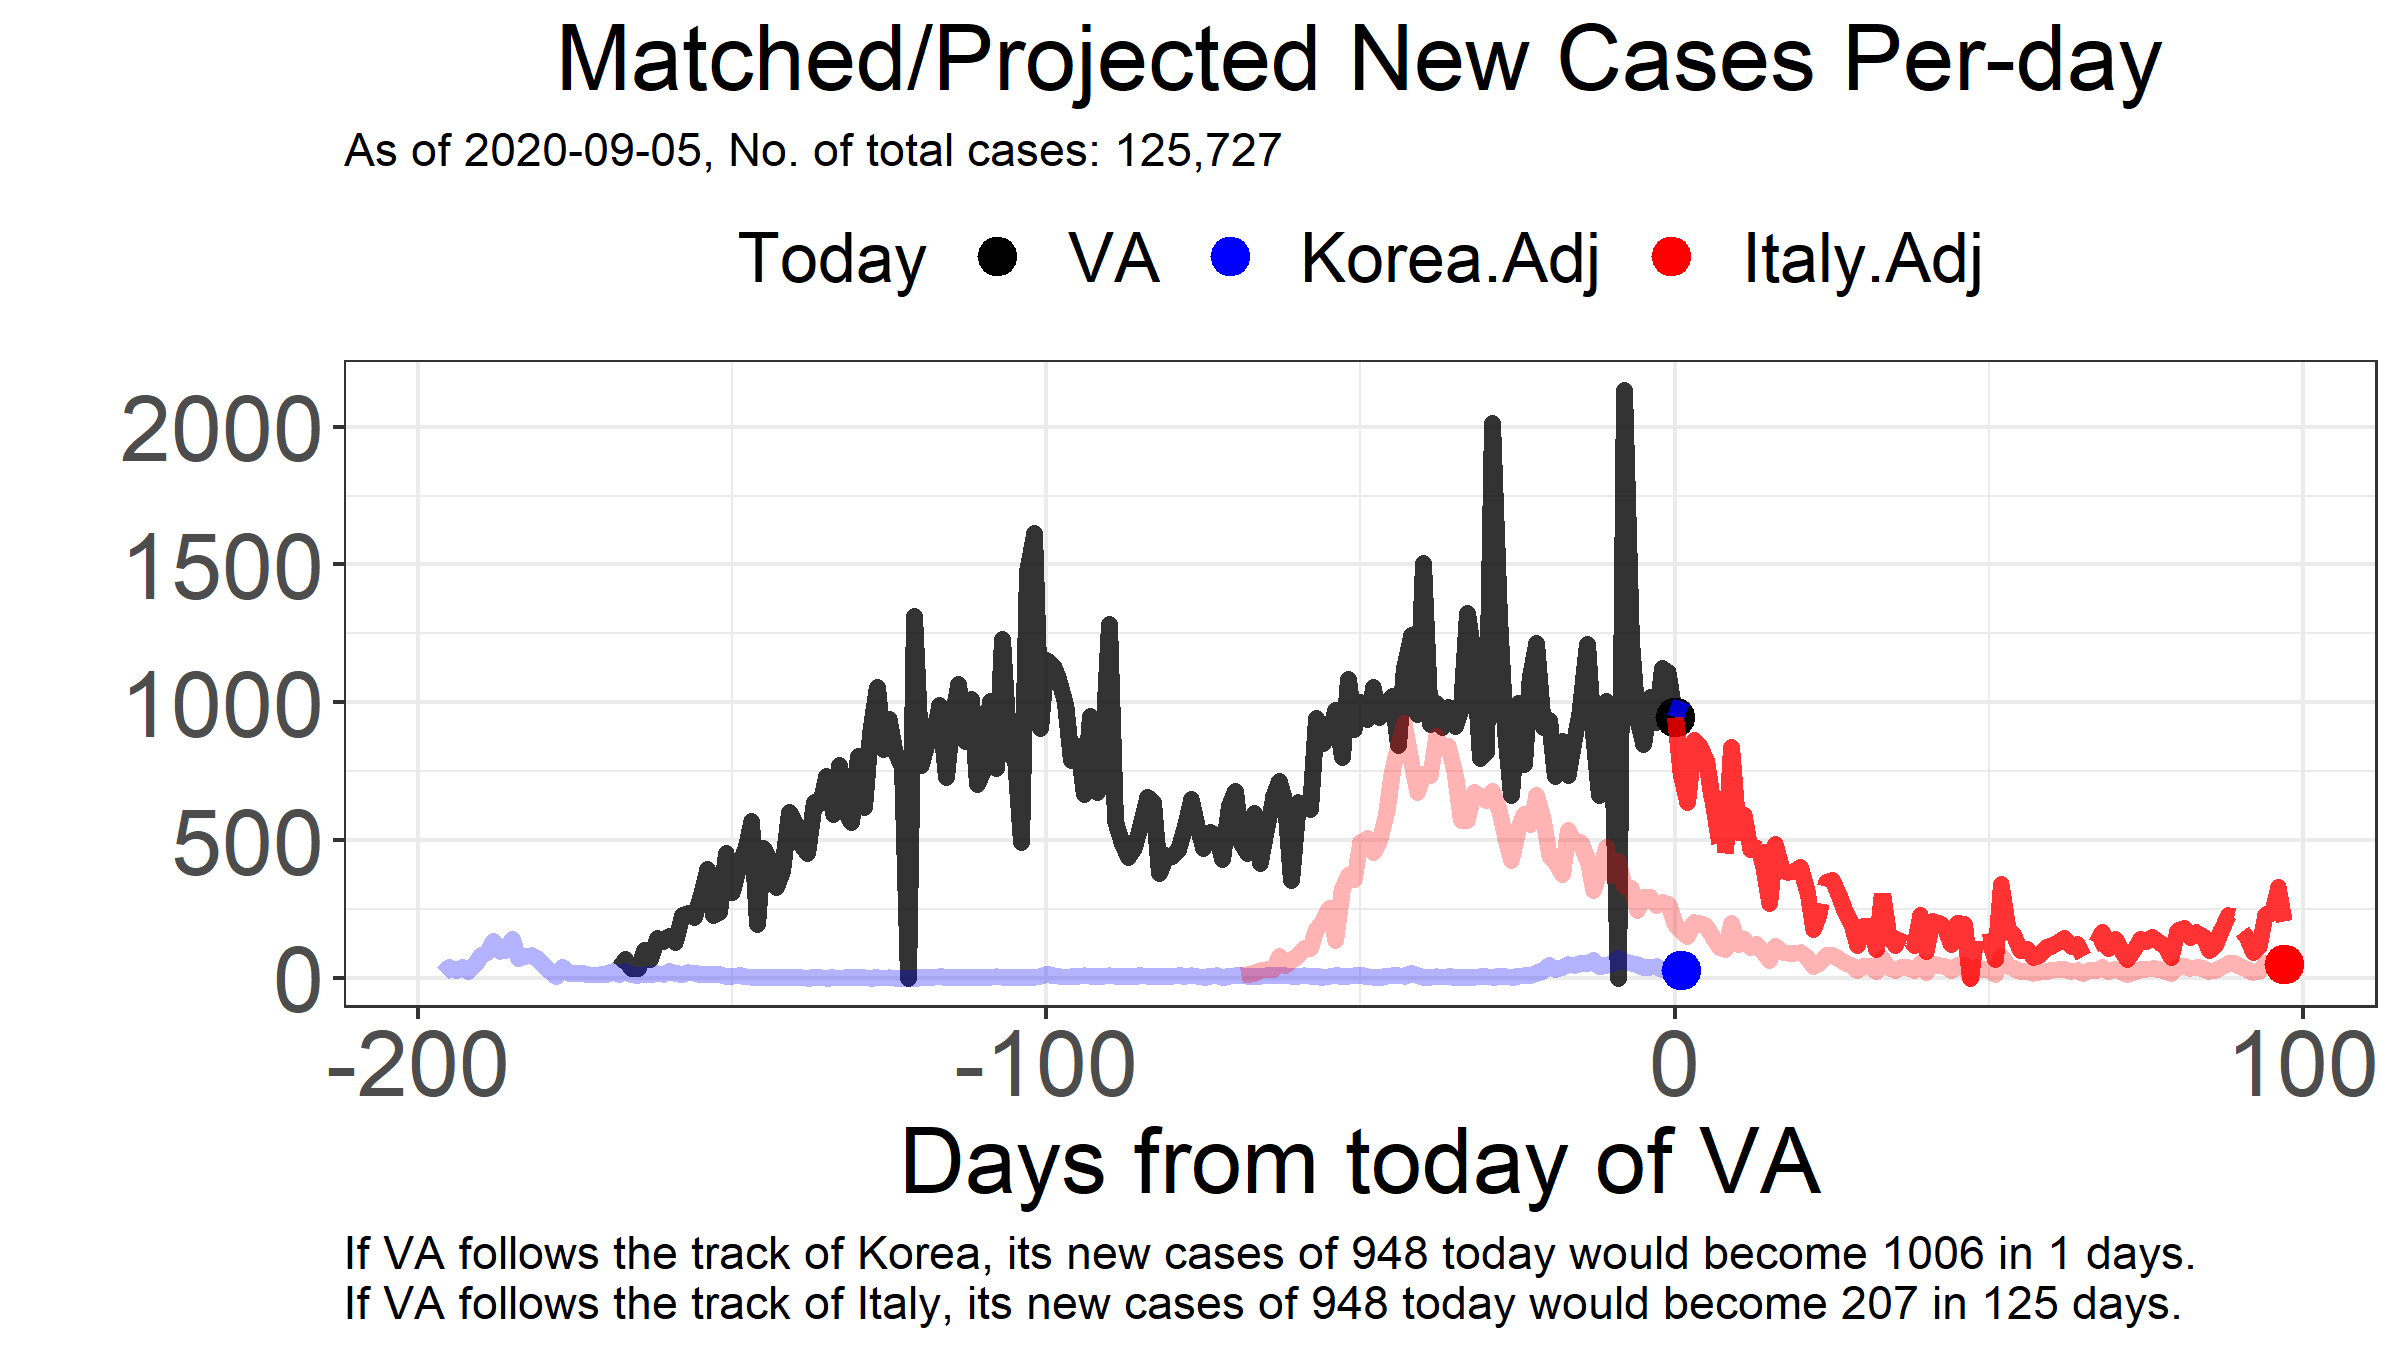 Matched/Projected New Cases Per-day
As of 2020-09-05, No. of total cases: 125,727
Today VA Korea.Adj Italy.Adj
2000
1500
1000
500
0
-200 -100 0 100
Days from today of VA
If VA follows the track of Korea, its new cases of 948 today would become 1006 in 1 days.
If VA follows the track of Italy, its new cases of 948 today would become 207 in 125 days.